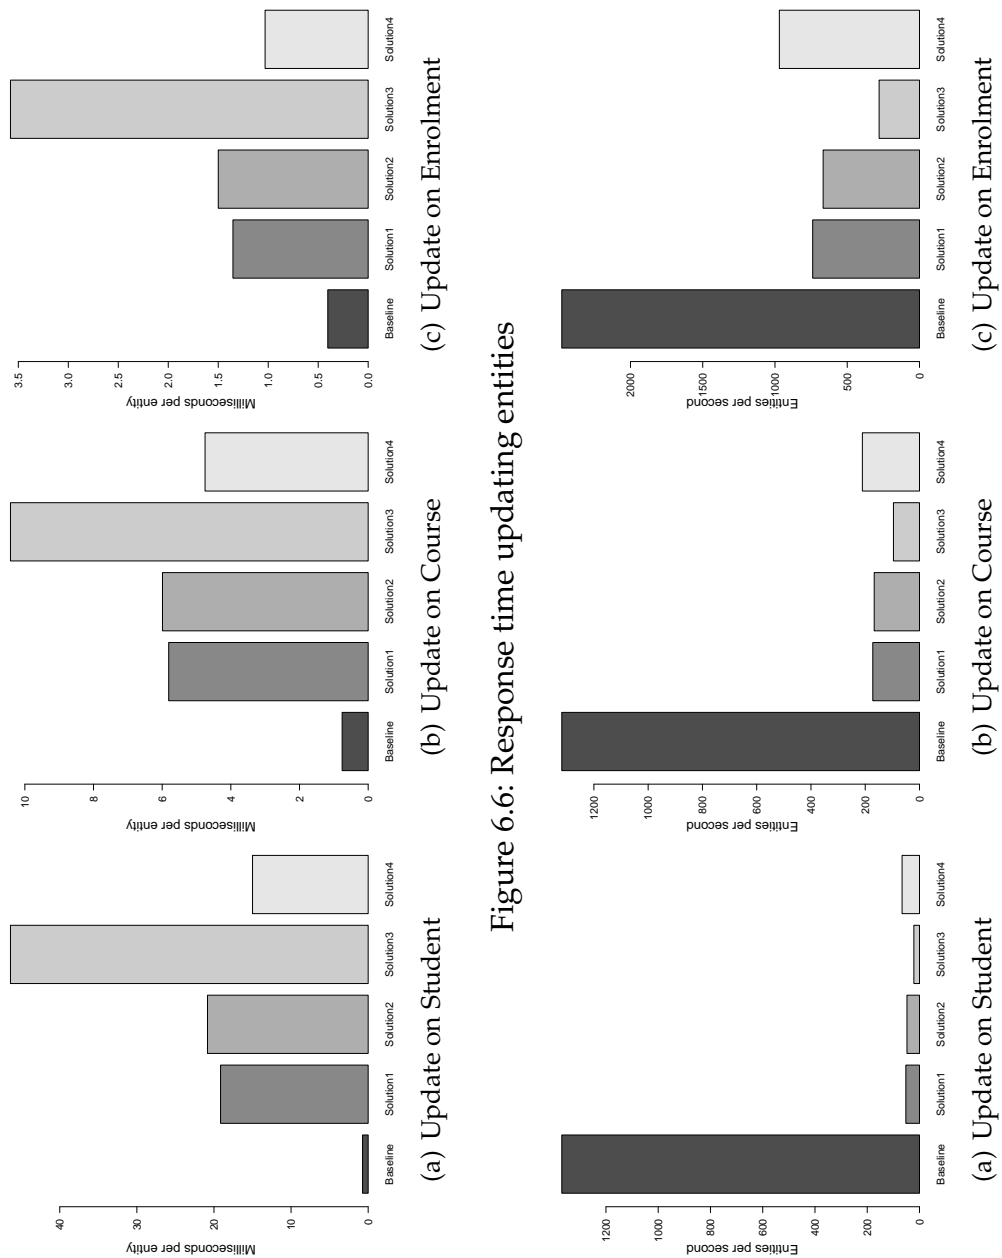 Milliseconds per entity
40
30
20
10
0
Baseline
Solution1
Solution2
Solution3
Solution4
(a) Update on Student
Milliseconds per entity
10
8
6
4
2
0
Baseline
Solution1
Solution2
Solution3
Solution4
(b) Update on Course
Milliseconds per entity
3.5
3.0
2.5
2.0
1.5
1.0
0.5
0.0
Baseline
Solution1
Solution2
Solution3
Solution4
(c) Update on Enrolment
Figure 6.6: Response time updating entities
Entities per second
1200
1000
800
600
400
200
0
Baseline
Solution1
Solution2
Solution3
Solution4
(a) Update on Student
Entities per second
1200
1000
800
600
400
200
0
Baseline
Solution1
Solution2
Solution3
Solution4
(b) Update on Course
Entities per second
2000
1500
1000
500
0
Baseline
Solution1
Solution2
Solution3
Solution4
(c) Update on Enrolment